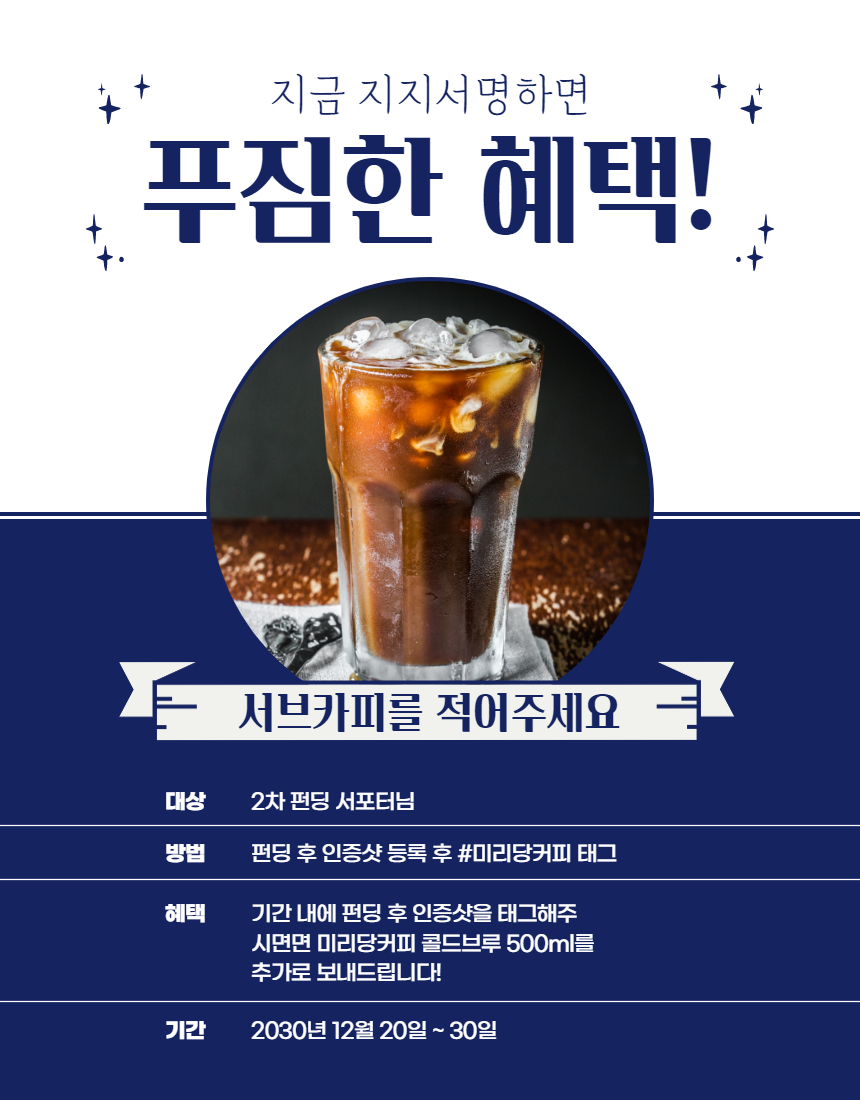 지금 지지서명하면
푸짐한 혜택!
서브카피를 적어주세요
대상 2차 펀딩 서포터님
방법 펀딩 후 인증샷 등록 후 #미리당커피 태그
혜택 기간 내에 펀딩 후 인증샷을 태그해주
시면면 미리당커피 콜드브루 500ml를
추가로 보내드립니다!
기간 2030년 12월 20일 ~ 30일